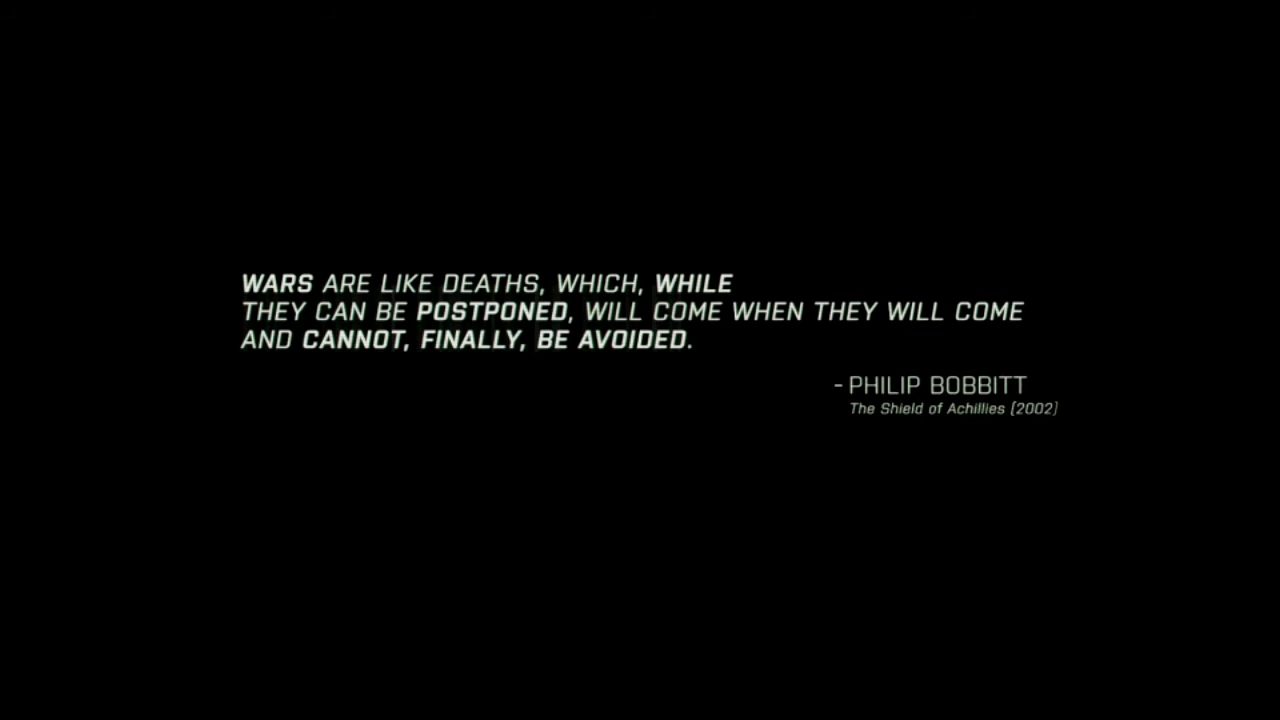 WARS ARE LIKE DEATHS, WHICH, WHILE
THEY CAN BE POSTPONED, WILL COME WHEN THEY WILL COME
AND CANNOT, FINALLY, BE AVOIDED.
- PHILIP BOBBITT
The Shield of Achillies (2002)